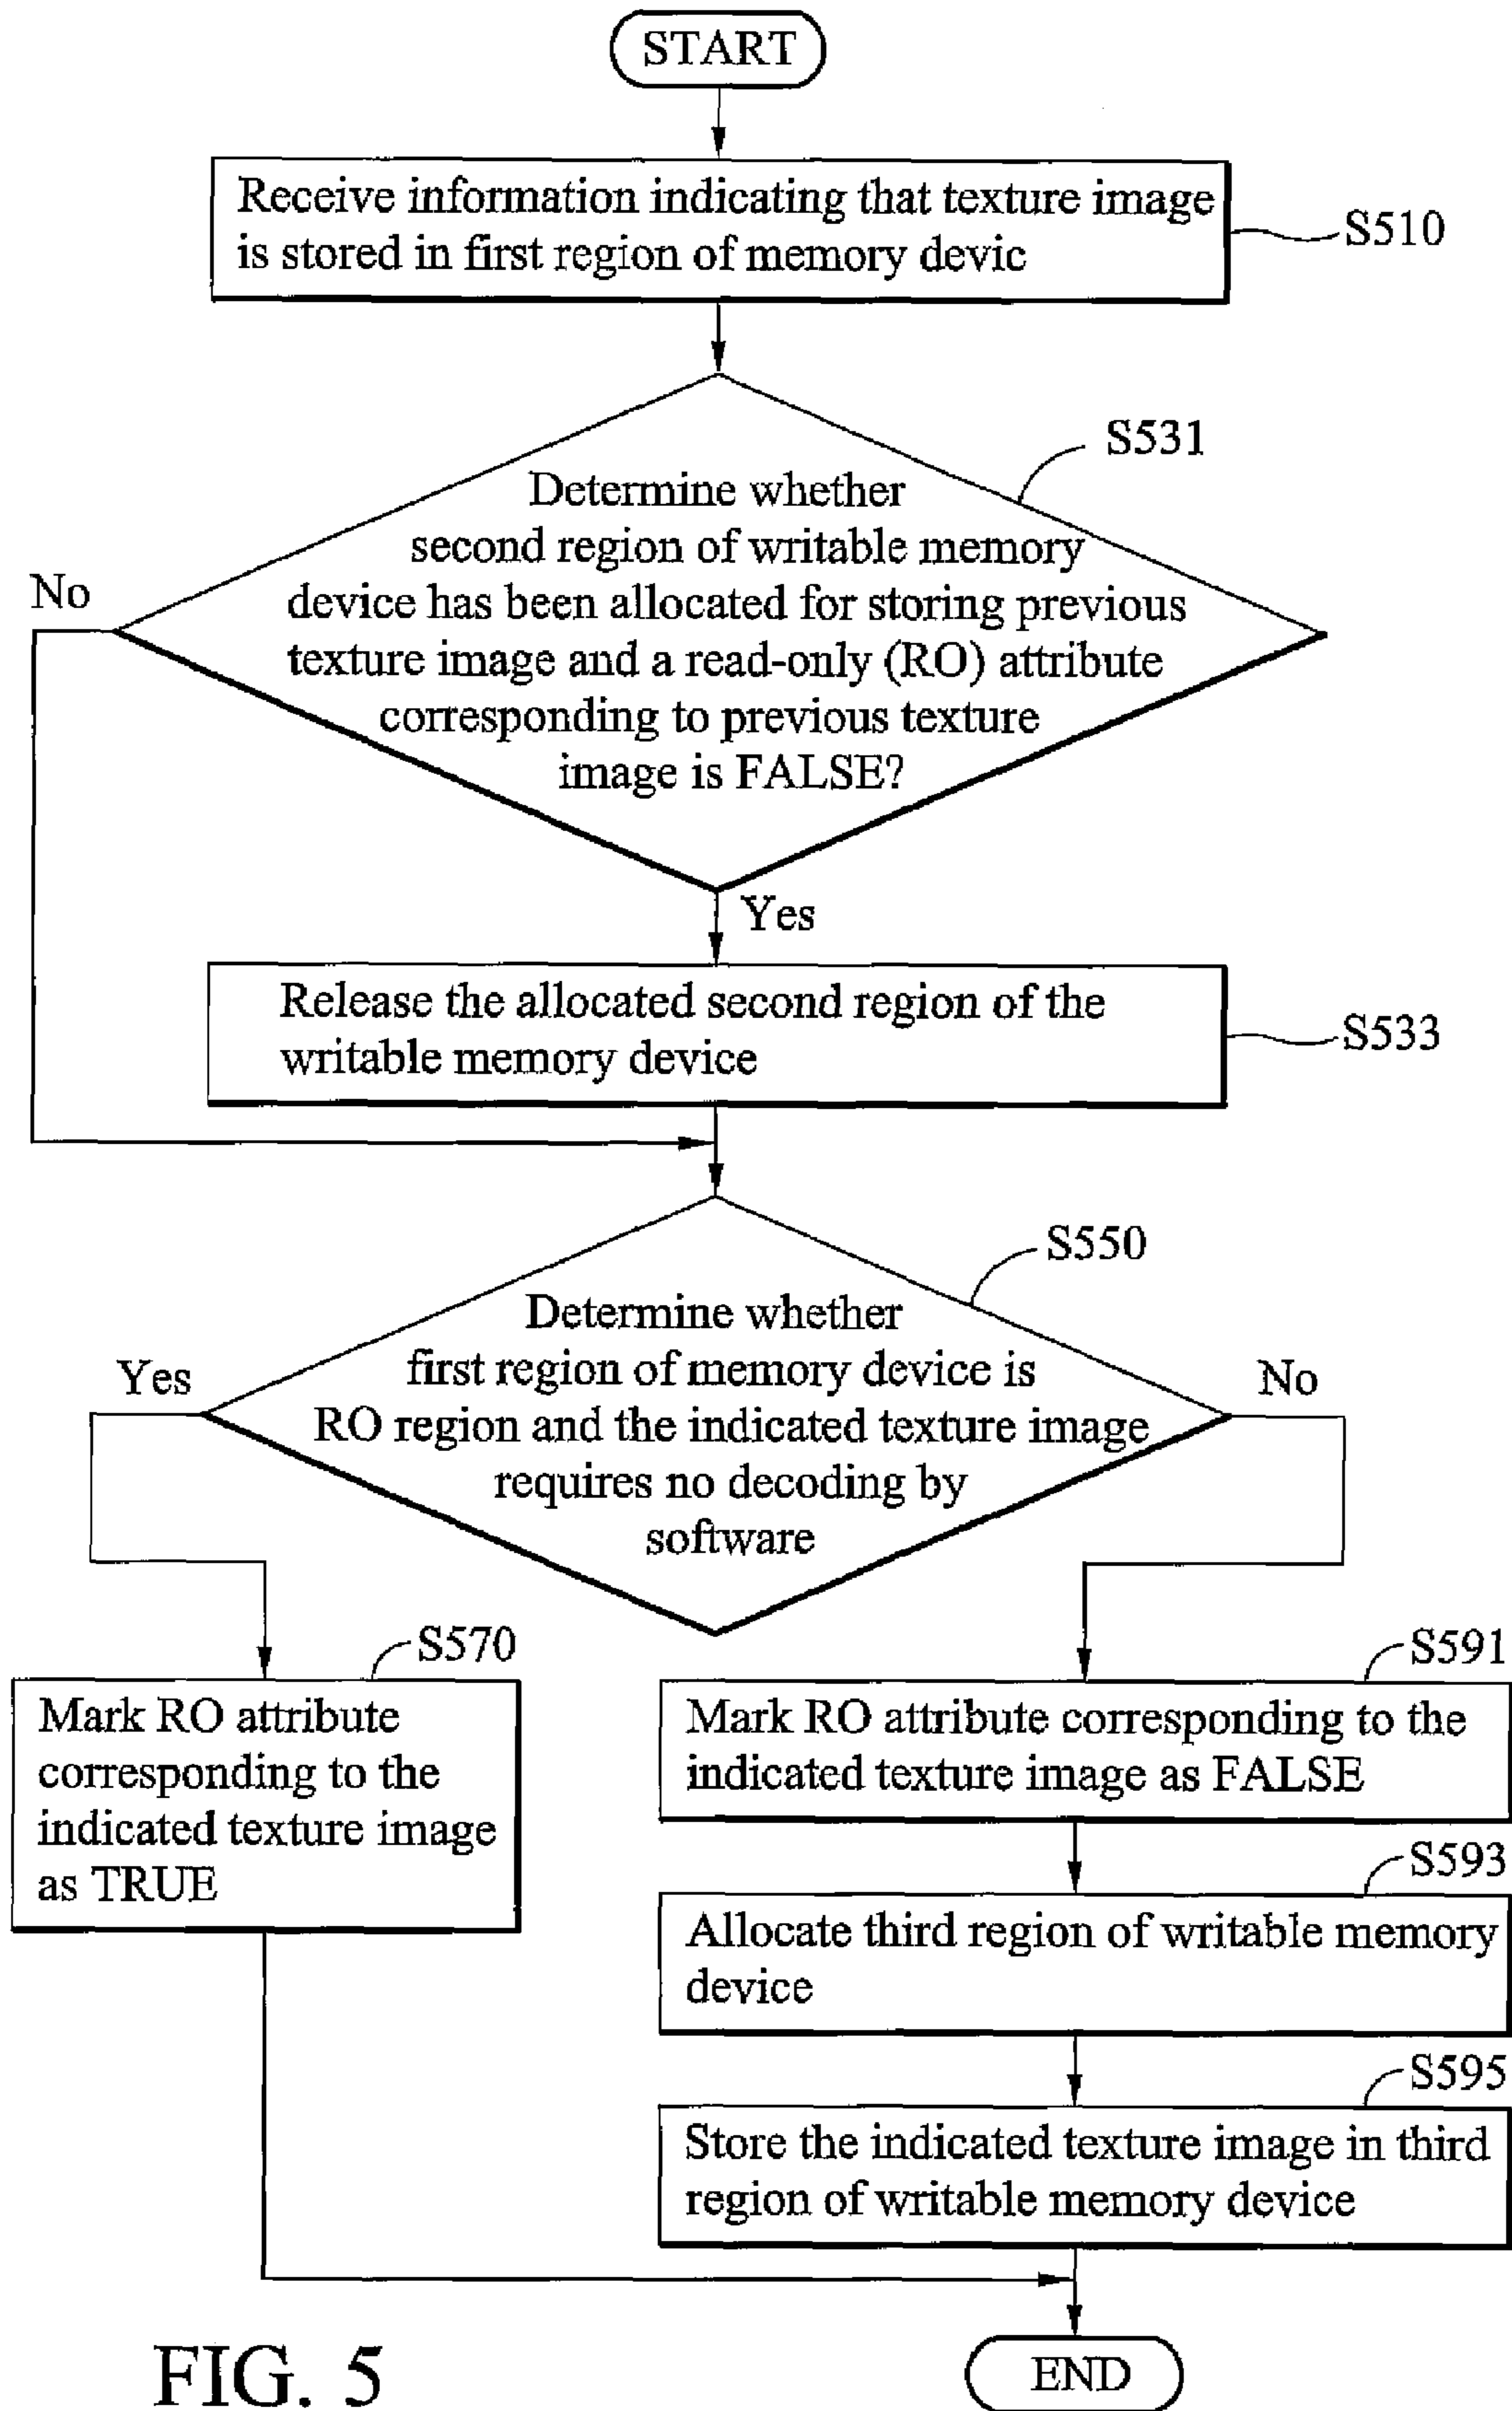 START
Receive information indicating that texture image
is stored in first region of memory devic
S510
S531
Determine whether
second region of writable memory
device has been allocated for storing previous
texture image and a read-only (RO) attribute
corresponding to previous texture
image is FALSE?
No
Yes
Release the allocated second region of the
writable memory device
S533
S550
Determine whether
first region of memory device is
RO region and the indicated texture image
requires no decoding by
software
Yes
No
S570
Mark RO attribute
corresponding to the
indicated texture image
as TRUE
S591
Mark RO attribute corresponding to the
indicated texture image as FALSE
S593
Allocate third region of writable memory
device
S595
Store the indicated texture image in third
region of writable memory device
END
FIG. 5